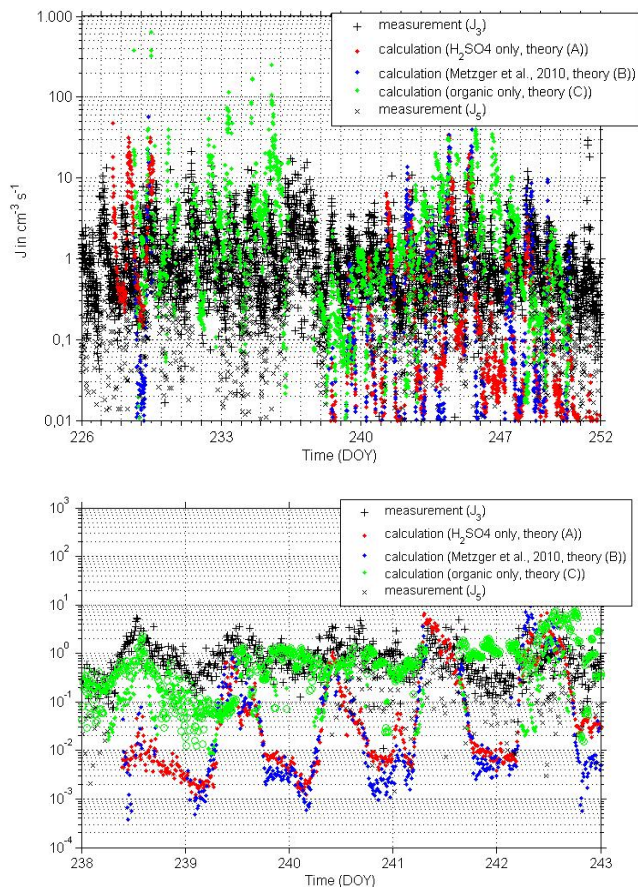 1.000
100
10
1
0,1
0.01
J in cm⁻³ s⁻¹
measurement (J₃)
calculation (H₂SO4 only, theory (A))
calculation (Metzger et al., 2010, theory (B))
calculation (organic only, theory (C))
measurement (J₅)
226 233 240 247 252
Time (DOY)
10³
10²
10¹
10⁰
10⁻¹
10⁻²
10⁻³
10⁻⁴
measurement (J₃)
calculation (H₂SO4 only, theory (A))
calculation (Metzger et al., 2010, theory (B))
calculation (organic only, theory (C))
measurement (J₅)
238 239 240 241 242 243
Time (DOY)